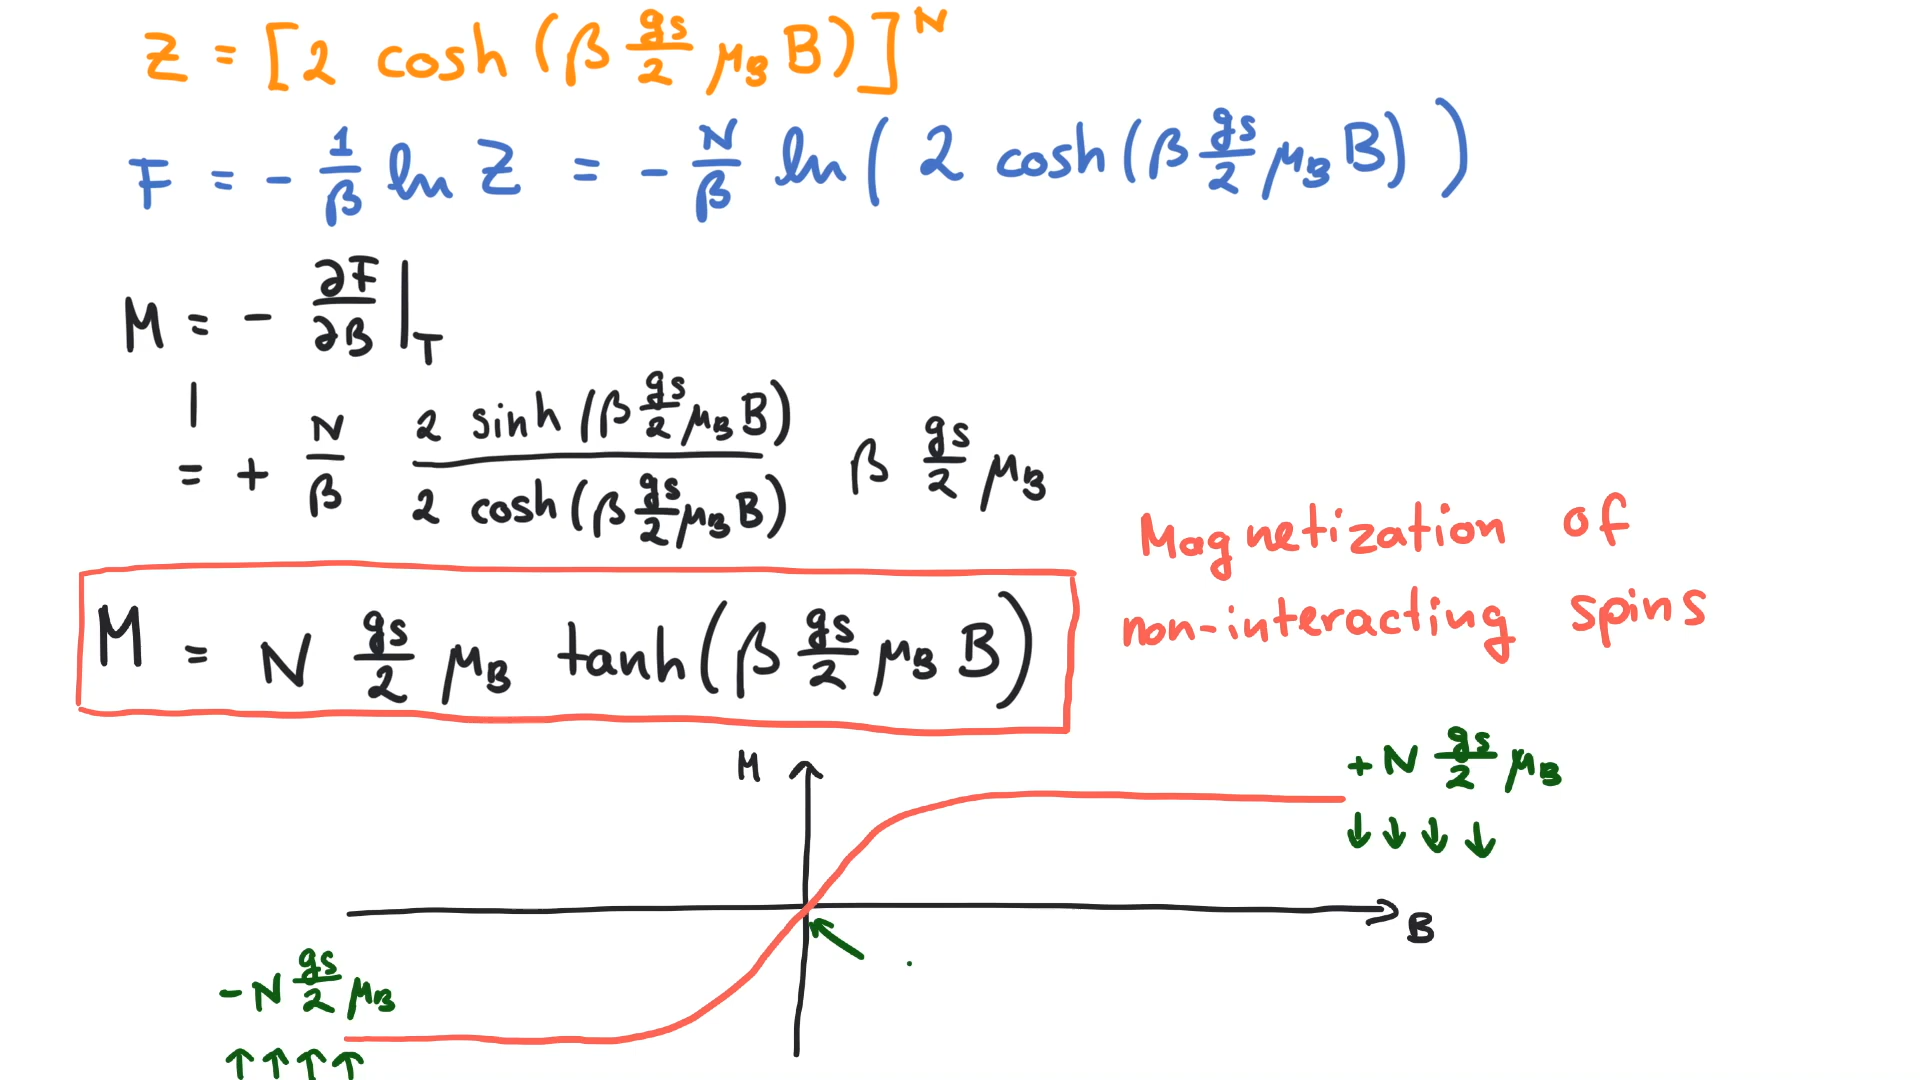 Z = [2 cosh (β gs/2 μB B)]^N
F = - 1/β ln Z = - N/β ln( 2 cosh(β gs/2 μB B) )
M = - ∂F/∂B |T
= + N/β 2 sinh (β gs/2 μB B) / 2 cosh (β gs/2 μB B) β gs/2 μB
Magnetization of
non-interacting spins
M = N gs/2 μB tanh(β gs/2 μB B)
M
+ N gs/2 μB
↓ ↓ ↓ ↓
B
- N gs/2 μB
↑ ↑ ↑ ↑